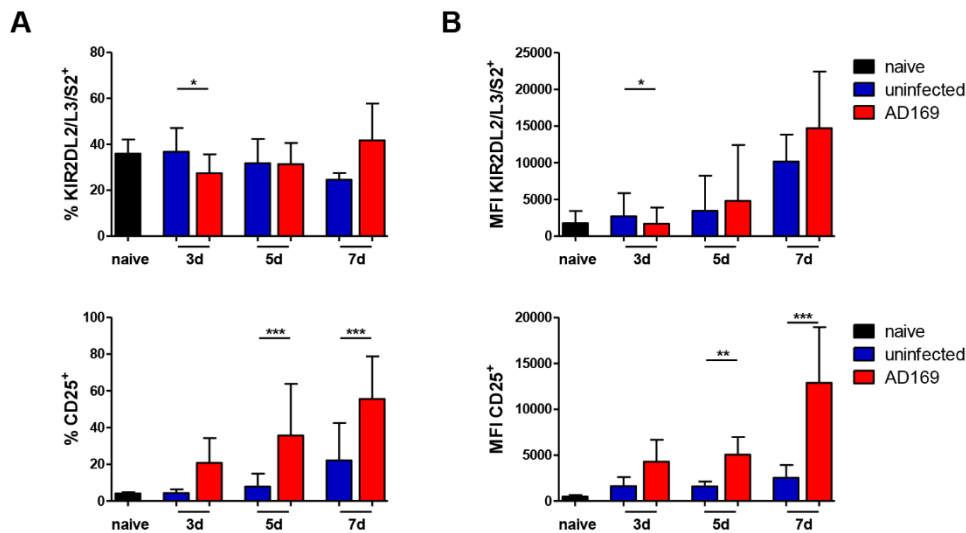 A
B
% KIR2DL2/L3/S2+
80
60
40
20
0
*
naive
3d
5d
7d
MFI KIR2DL2/L3/S2+
25000
20000
15000
10000
5000
0
*
naive
3d
5d
7d
naive
uninfected
AD169
% CD25+
100
80
60
40
20
0
***
***
naive
3d
5d
7d
MFI CD25+
20000
15000
10000
5000
0
**
***
naive
3d
5d
7d
naive
uninfected
AD169